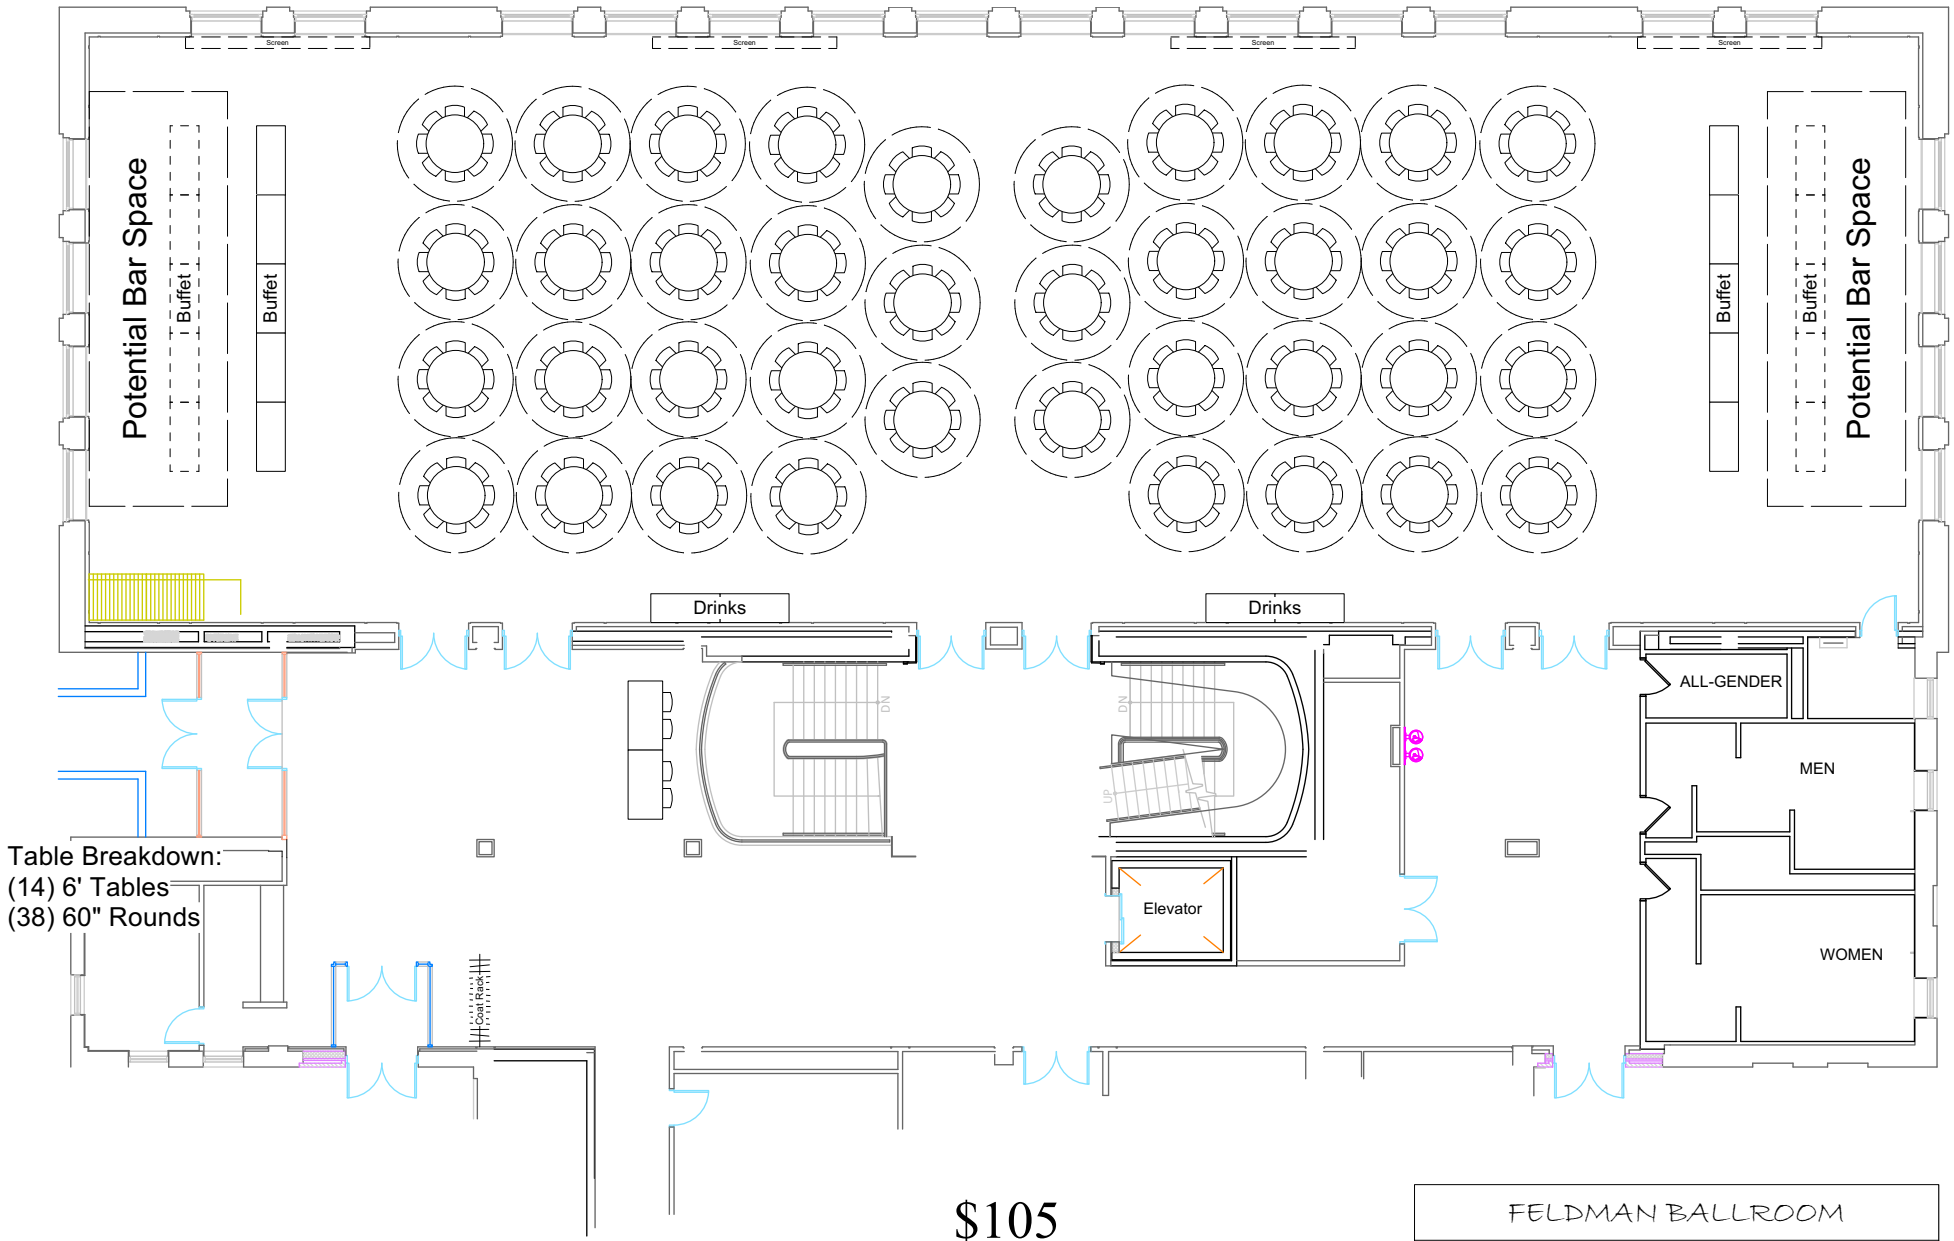 Screen
Screen
Screen
Screen
Potential Bar Space
Buffet
Buffet
Buffet
Buffet
Potential Bar Space
Drinks
Drinks
DN
DN
UP
ALL-GENDER
MEN
WOMEN
Elevator
Coat Rack
Table Breakdown:
(14) 6' Tables
(38) 60" Rounds
$105
FELDMAN BALLROOM